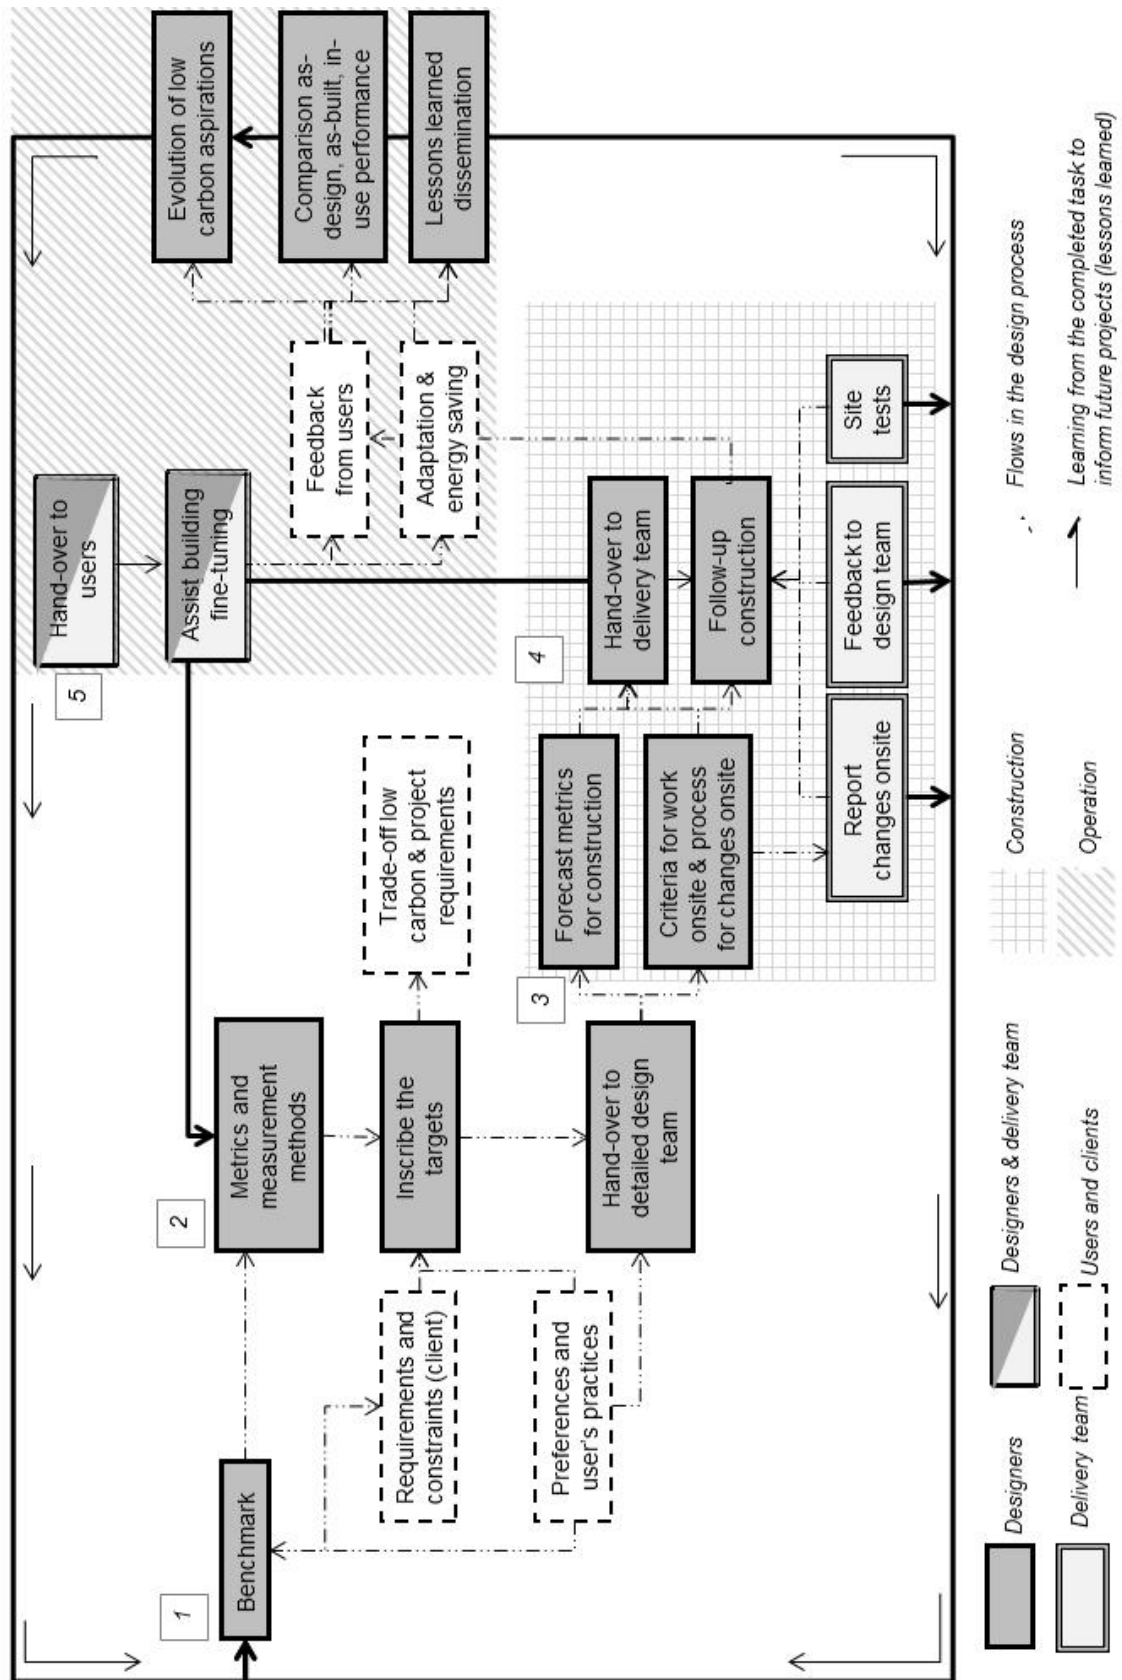 1
Benchmark
Requirements and
constraints (client)
Preferences and
user's practices
2
Metrics and
measurement
methods
Inscribe the
targets
Hand-over to
detailed design
team
Trade-off low
carbon & project
requirements
3
Forecast metrics
for construction
Criteria for work
onsite & process
for changes onsite
4
Hand-over to
delivery team
Follow-up
construction
Report
changes onsite
Feedback to
design team
Site
tests
5
Hand-over to
users
Assist building
fine-tuning
Feedback
from users
Adaptation &
energy saving
Evolution of low
carbon aspirations
Comparison as-
design, as-built, in-
use performance
Lessons learned
dissemination
Designers
Delivery team
Designers & delivery team
Users and clients
Construction
Operation
Flows in the design process
Learning from the completed task to
inform future projects (lessons learned)